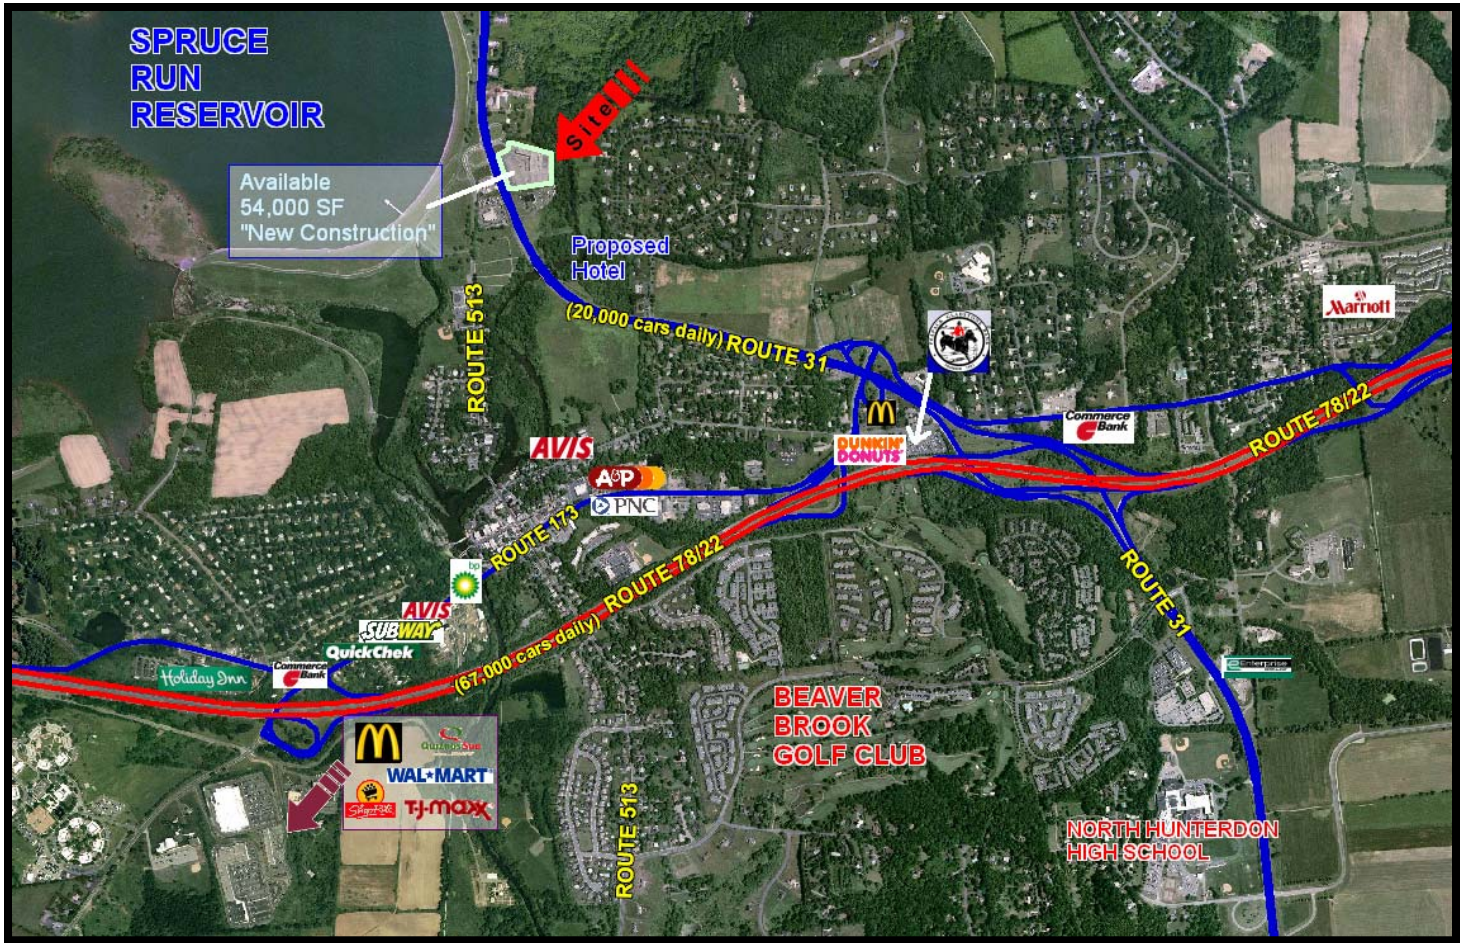 SPRUCE
RUN
RESERVOIR
Site
Available
54,000 SF
"New Construction"
Proposed
Hotel
ROUTE 513
(20,000 cars daily) ROUTE 31
Marriott
Commerce
Bank
ROUTE 78/22
DUNKIN'
DONUTS
AVIS
A&P
PNC
ROUTE 173
bp
AVIS
SUBWAY
QuickChek
Holiday Inn
Commerce
Bank
(67,000 cars daily) ROUTE 78/22
ROUTE 31
Enterprise
BEAVER
BROOK
GOLF CLUB
Quiznos Sub
WAL★MART
ShopRite
T·J·maxx
ROUTE 513
NORTH HUNTERDON
HIGH SCHOOL